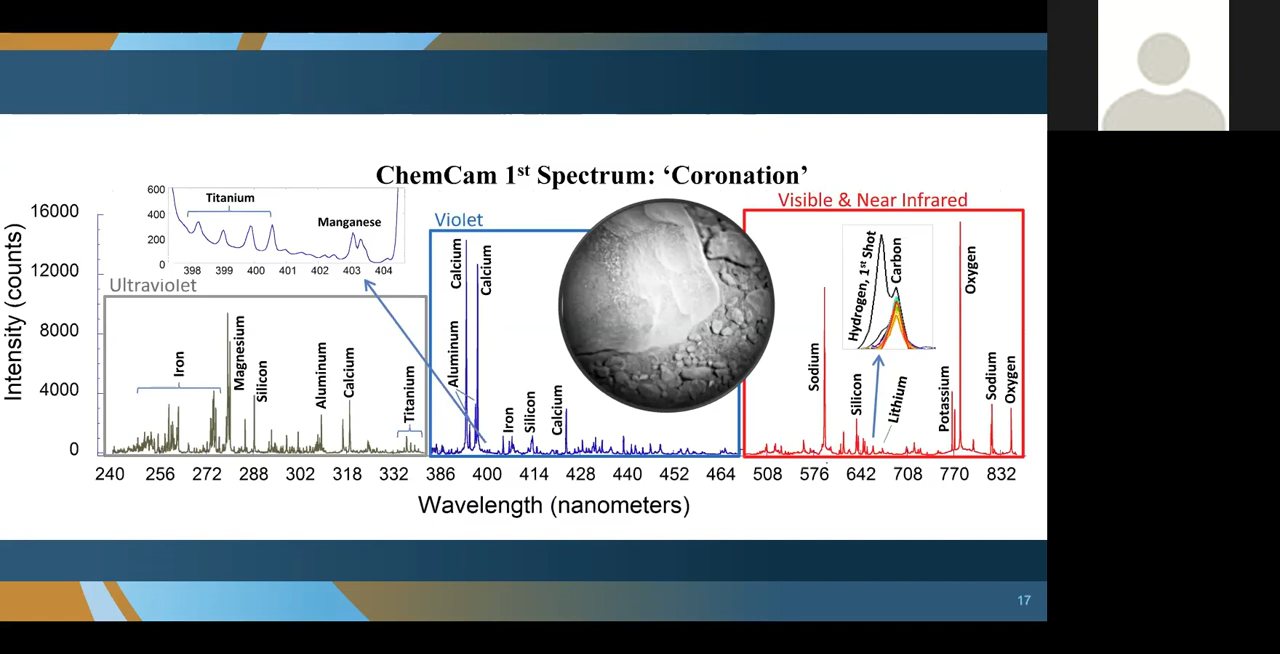 ChemCam 1st Spectrum: ‘Coronation’
600
400
200
0
Titanium
Manganese
398 399 400 401 402 403 404
Ultraviolet
Violet
Visible & Near Infrared
Intensity (counts)
16000
12000
8000
4000
0
Iron
Magnesium
Silicon
Aluminum
Calcium
Titanium
Aluminum
Calcium
Calcium
Iron
Silicon
Calcium
Sodium
Silicon
Hydrogen, 1st Shot
Carbon
Lithium
Potassium
Oxygen
Sodium
Oxygen
240 256 272 288 302 318 332 386 400 414 428 440 452 464 508 576 642 708 770 832
Wavelength (nanometers)
17